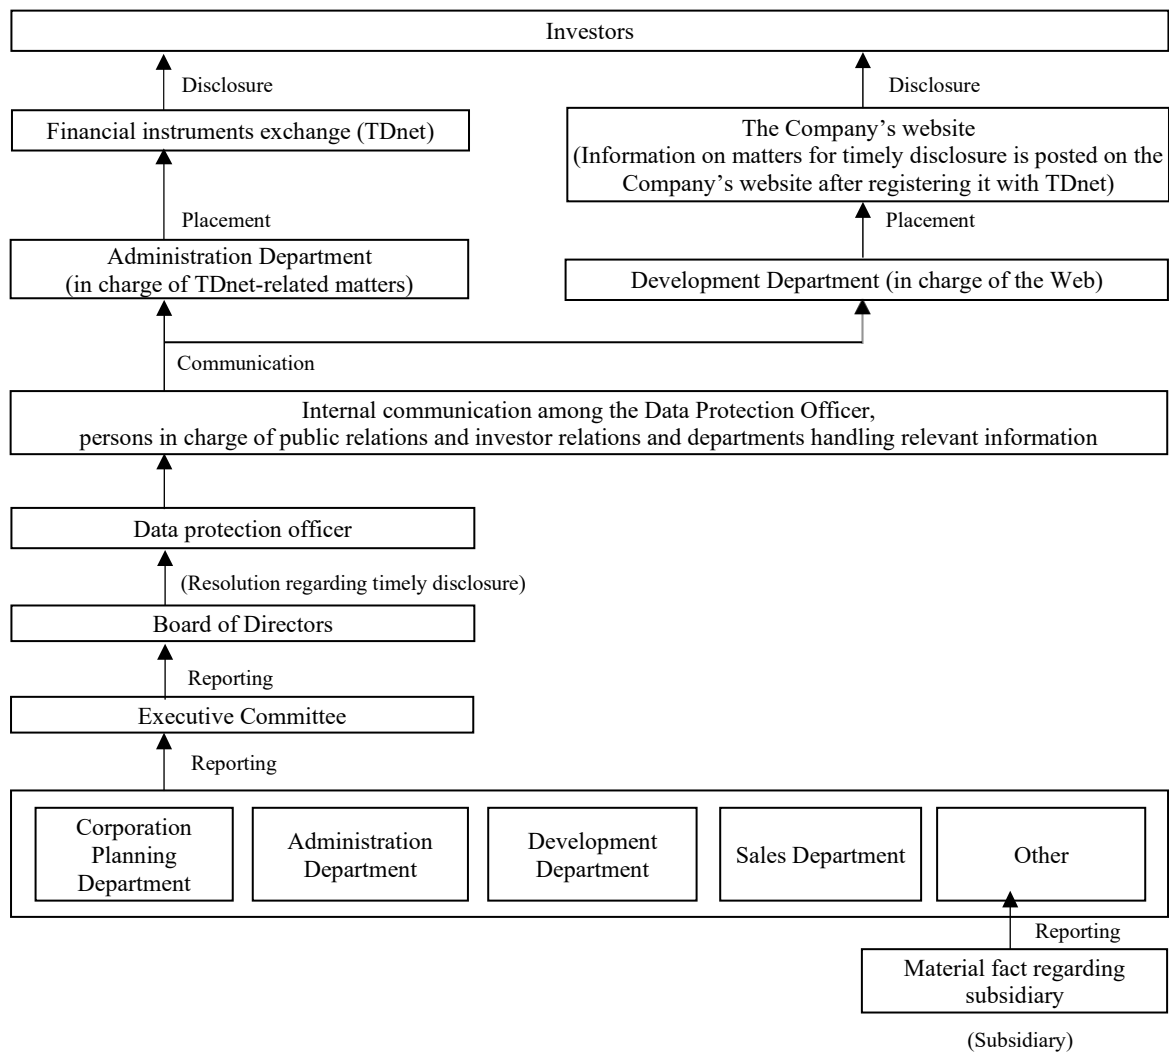 Investors
Disclosure
Disclosure
Financial instruments exchange (TDnet)
The Company’s website
(Information on matters for timely disclosure is posted on the
Company’s website after registering it with TDnet)
Placement
Placement
Administration Department
(in charge of TDnet-related matters)
Development Department (in charge of the Web)
Communication
Internal communication among the Data Protection Officer,
persons in charge of public relations and investor relations and departments handling relevant information
Data protection officer
(Resolution regarding timely disclosure)
Board of Directors
Reporting
Executive Committee
Reporting
Corporation
Planning
Department
Administration
Department
Development
Department
Sales Department
Other
Reporting
Material fact regarding
subsidiary
(Subsidiary)